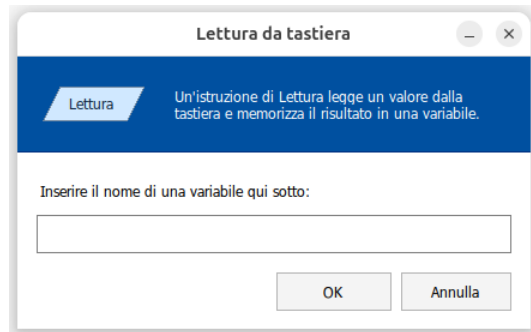 Lettura da tastiera
Lettura
Un'istruzione di Lettura legge un valore dalla
tastiera e memorizza il risultato in una variabile.
Inserire il nome di una variabile qui sotto:
OK
Annulla